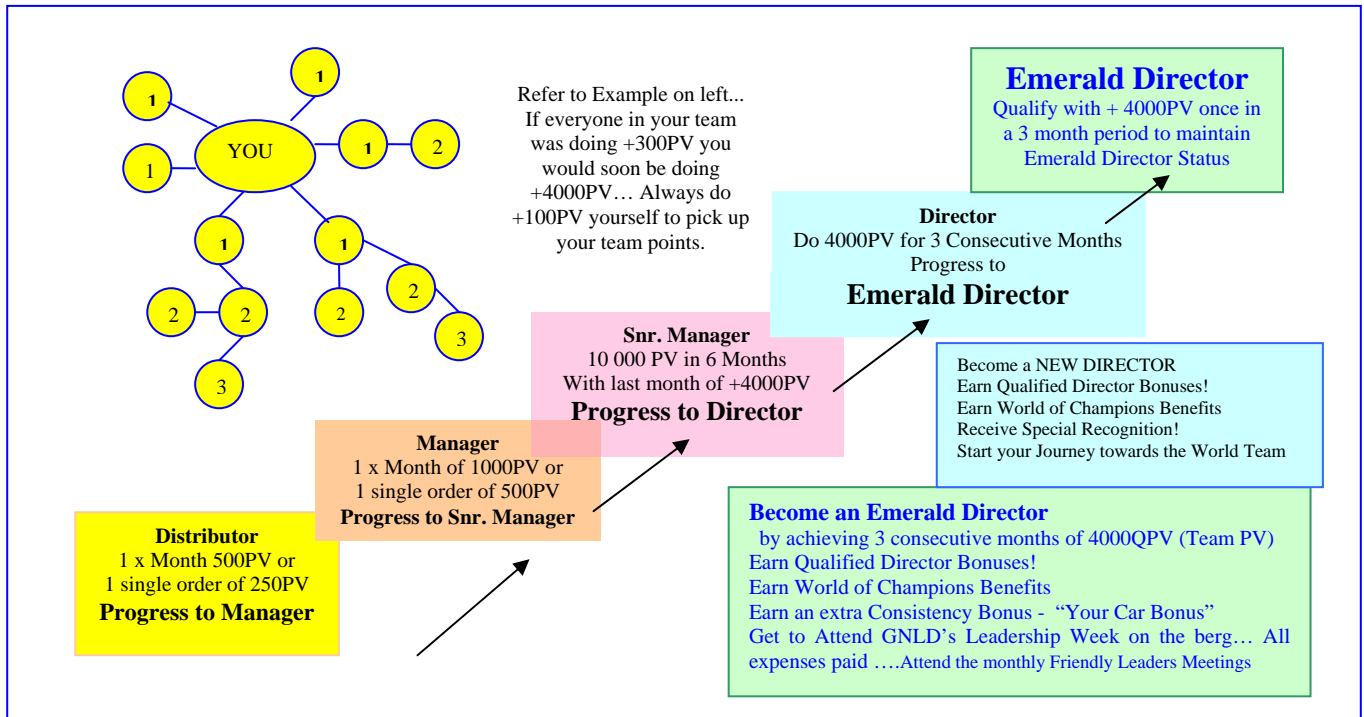 1
1
YOU
1
2
1
1
1
2
2
2
2
3
3
Refer to Example on left...
If everyone in your team
was doing +300PV you
would soon be doing
+4000PV… Always do
+100PV yourself to pick up
your team points.
Emerald Director
Qualify with + 4000PV once in
a 3 month period to maintain
Emerald Director Status
Director
Do 4000PV for 3 Consecutive Months
Progress to
Emerald Director
Snr. Manager
10 000 PV in 6 Months
With last month of +4000PV
Progress to Director
Become a NEW DIRECTOR
Earn Qualified Director Bonuses!
Earn World of Champions Benefits
Receive Special Recognition!
Start your Journey towards the World Team
Manager
1 x Month of 1000PV or
1 single order of 500PV
Progress to Snr. Manager
Distributor
1 x Month 500PV or
1 single order of 250PV
Progress to Manager
Become an Emerald Director
by achieving 3 consecutive months of 4000QPV (Team PV)
Earn Qualified Director Bonuses!
Earn World of Champions Benefits
Earn an extra Consistency Bonus - “Your Car Bonus”
Get to Attend GNLD’s Leadership Week on the berg… All
expenses paid ….Attend the monthly Friendly Leaders Meetings